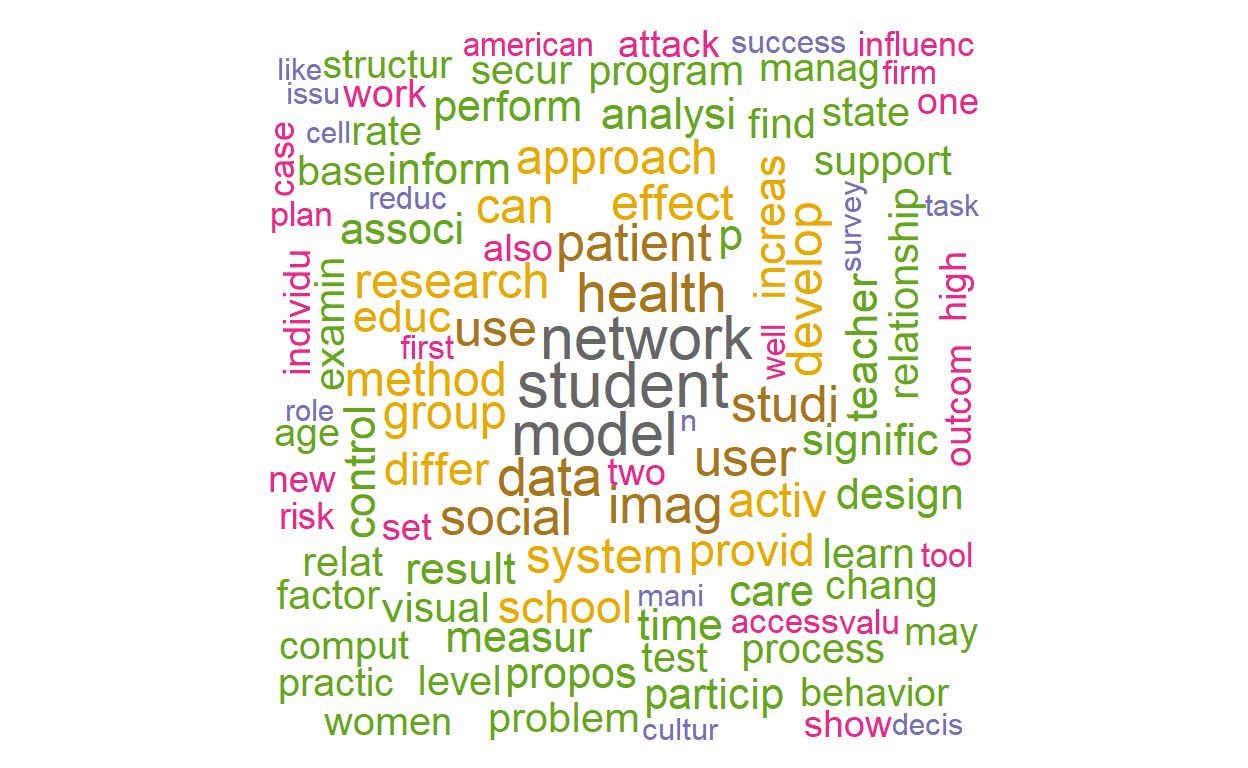 american attack success influenc
like structur secur program manag firm
issu work perform analysi find state one
case cell rate
base inform approach increas support
plan reduc can effect develop survey relationship task
associi also patient p
individu examin research health teacher high
educ use network well
first
method student studi outcom
role group model n
age control signific
new differ data two user
risk set social imag activ design
relat result system provid learn tool
factor visual school mani care chang
comput measur time access valu may
practic level propos test process
women problem particip behavior
cultur show decis